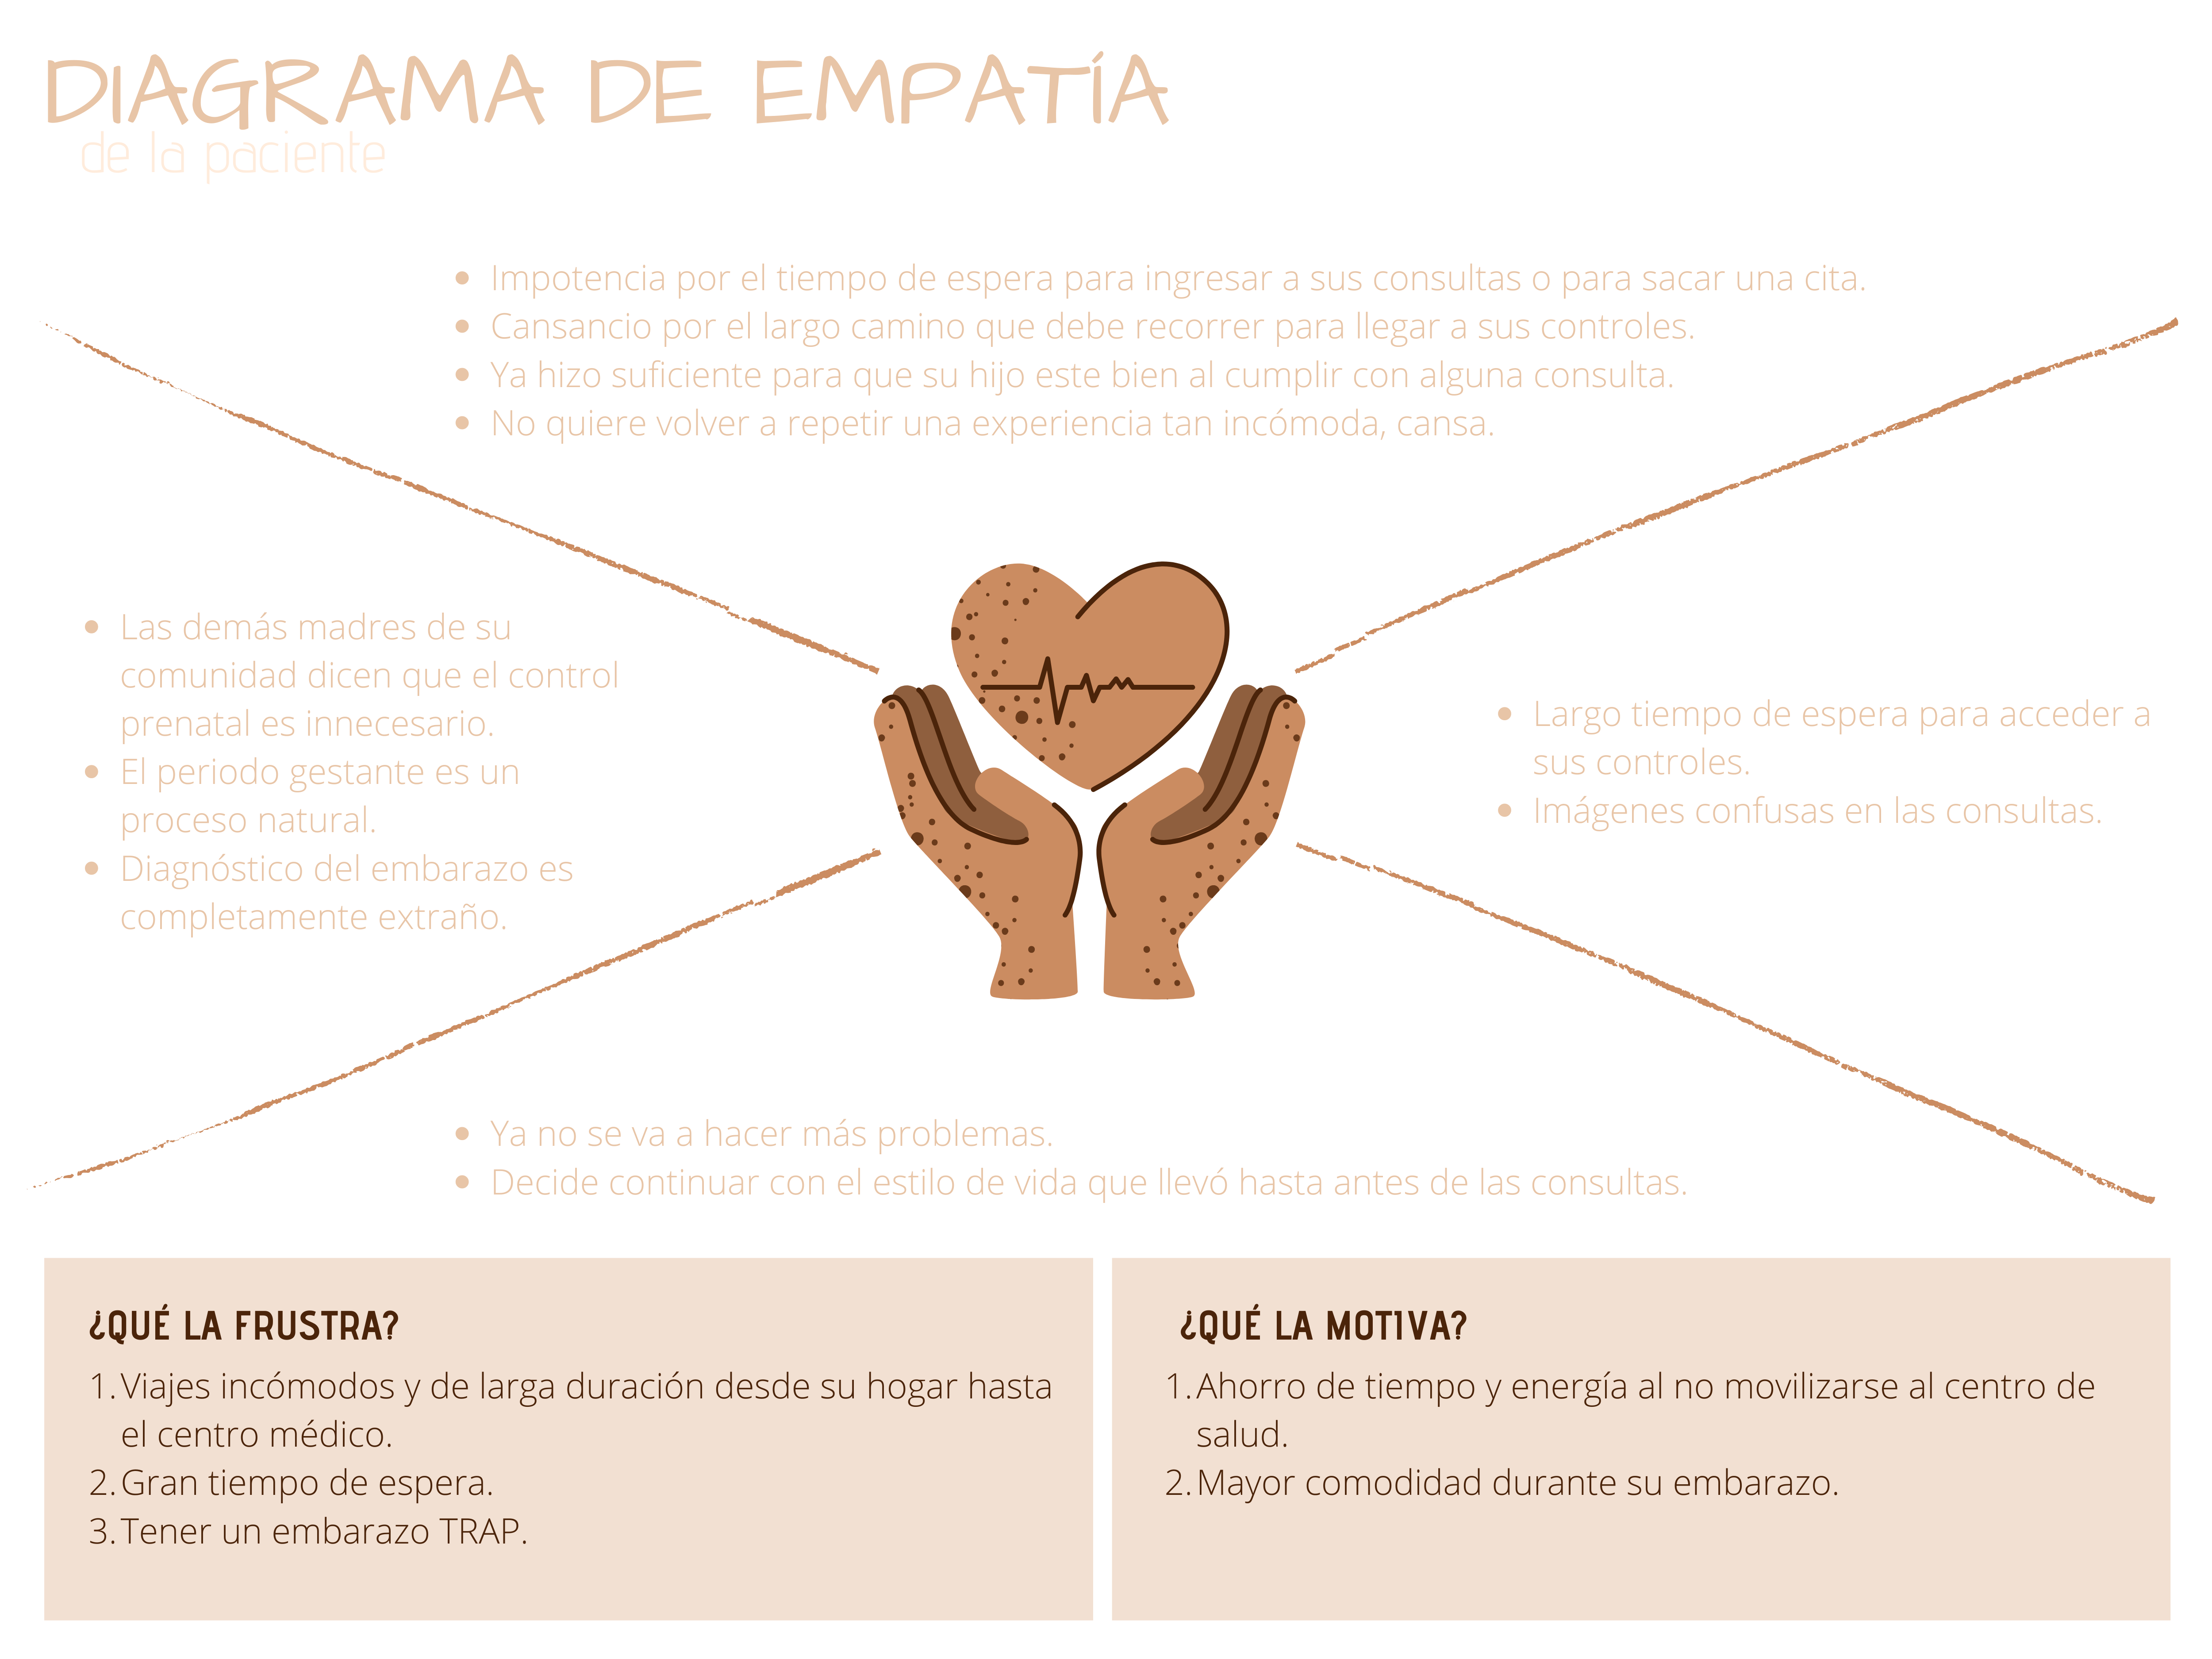 DIAGRAMA DE EMPATÍA
de la paciente
• Impotencia por el tiempo de espera para ingresar a sus consultas o para sacar una cita.
• Cansancio por el largo camino que debe recorrer para llegar a sus controles.
• Ya hizo suficiente para que su hijo este bien al cumplir con alguna consulta.
• No quiere volver a repetir una experiencia tan incómoda, cansa.
• Las demás madres de su
comunidad dicen que el control
prenatal es innecesario.
• El periodo gestante es un
proceso natural.
• Diagnóstico del embarazo es
completamente extraño.
• Largo tiempo de espera para acceder a
sus controles.
• Imágenes confusas en las consultas.
• Ya no se va a hacer más problemas.
• Decide continuar con el estilo de vida que llevó hasta antes de las consultas.
¿QUÉ LA FRUSTRA?
1. Viajes incómodos y de larga duración desde su hogar hasta
el centro médico.
2. Gran tiempo de espera.
3. Tener un embarazo TRAP.
¿QUÉ LA MOTIVA?
1. Ahorro de tiempo y energía al no movilizarse al centro de
salud.
2. Mayor comodidad durante su embarazo.